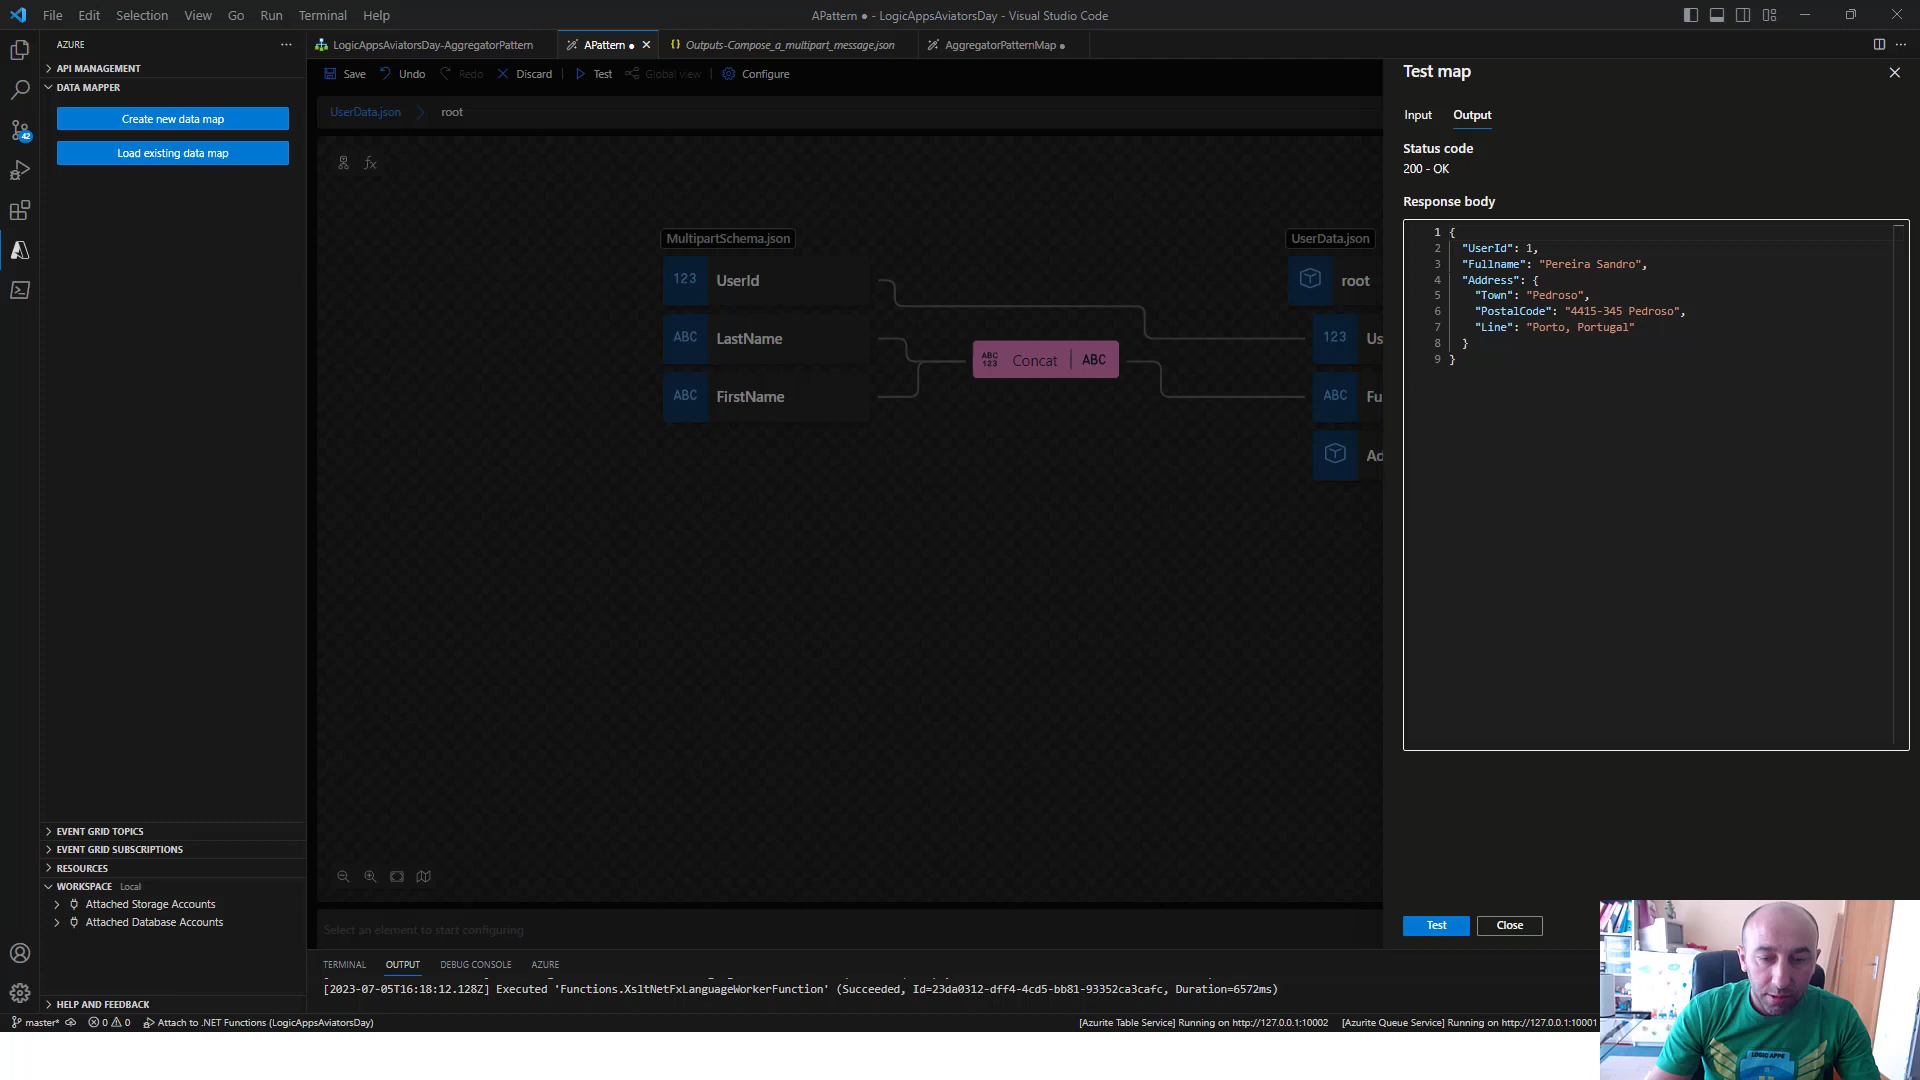 File Edit Selection View Go Run Terminal Help
APattern ● - LogicAppsAviatorsDay - Visual Studio Code
AZURE
LogicAppsAviatorsDay-AggregatorPattern
APattern ●
Outputs-Compose_a_multipart_message.json
AggregatorPatternMap ●
API MANAGEMENT
DATA MAPPER
Create new data map
Load existing data map
Save Undo Redo Discard Test Global view Configure
UserData.json root
MultipartSchema.json
123 UserId
ABC LastName
ABC FirstName
ABC 123 Concat ABC
UserData.json
root
123 Us
ABC Fu
Ad
Select an element to start configuring
Test map
Input Output
Status code
200 - OK
Response body
1 {
2 "UserId": 1,
3 "Fullname": "Pereira Sandro",
4 "Address": {
5 "Town": "Pedroso",
6 "PostalCode": "4415-345 Pedroso",
7 "Line": "Porto, Portugal"
8 }
9 }
Test Close
EVENT GRID TOPICS
EVENT GRID SUBSCRIPTIONS
RESOURCES
WORKSPACE Local
Attached Storage Accounts
Attached Database Accounts
HELP AND FEEDBACK
42
TERMINAL OUTPUT DEBUG CONSOLE AZURE
[2023-07-05T16:18:12.128Z] Executed 'Functions.XsltNetFxLanguageWorkerFunction' (Succeeded, Id=23da0312-dff4-4cd5-bb81-93352ca3cafc, Duration=6572ms)
master* 0 0 Attach to .NET Functions (LogicAppsAviatorsDay)
[Azurite Table Service] Running on http://127.0.0.1:10002 [Azurite Queue Service] Running on http://127.0.0.1:10001
LOGIC APPS